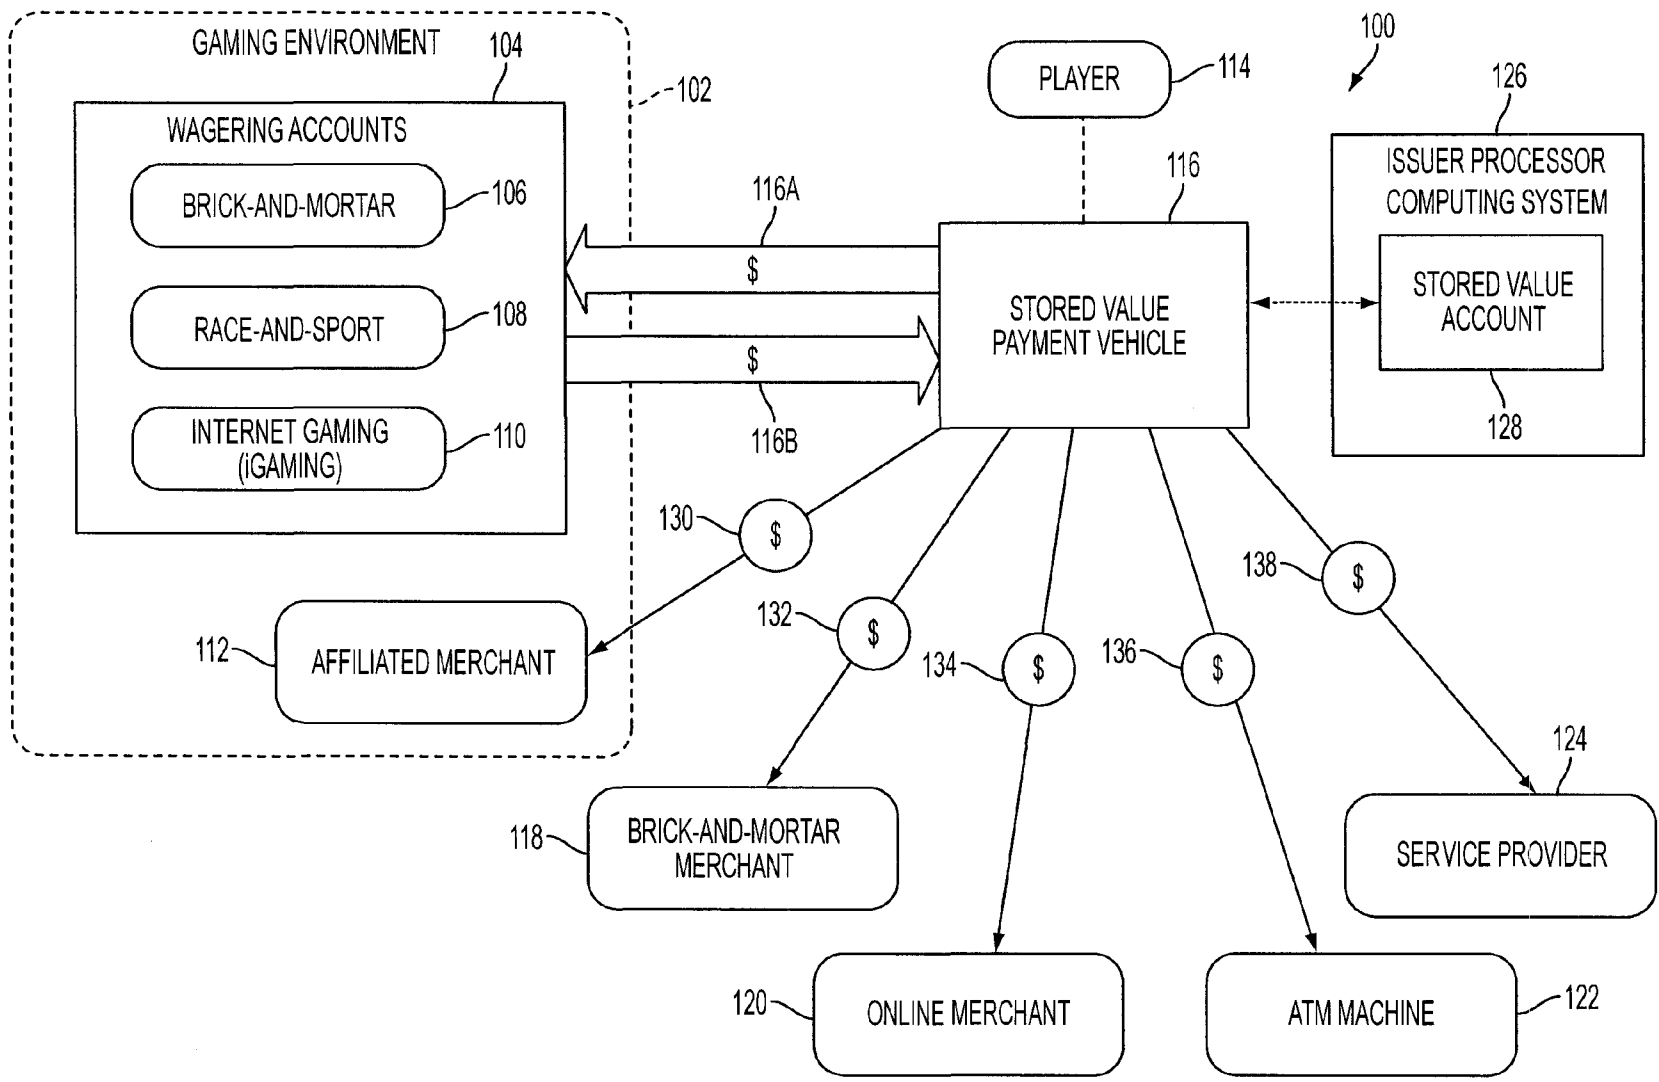 GAMING ENVIRONMENT
104
102
WAGERING ACCOUNTS
BRICK-AND-MORTAR
106
RACE-AND-SPORT
108
INTERNET GAMING
(iGAMING)
110
116A
$
$
116B
PLAYER
114
100
116
STORED VALUE
PAYMENT VEHICLE
126
ISSUER PROCESSOR
COMPUTING SYSTEM
STORED VALUE
ACCOUNT
128
130
$
132
$
134
$
136
$
138
$
112
AFFILIATED MERCHANT
118
BRICK-AND-MORTAR
MERCHANT
120
ONLINE MERCHANT
ATM MACHINE
122
124
SERVICE PROVIDER